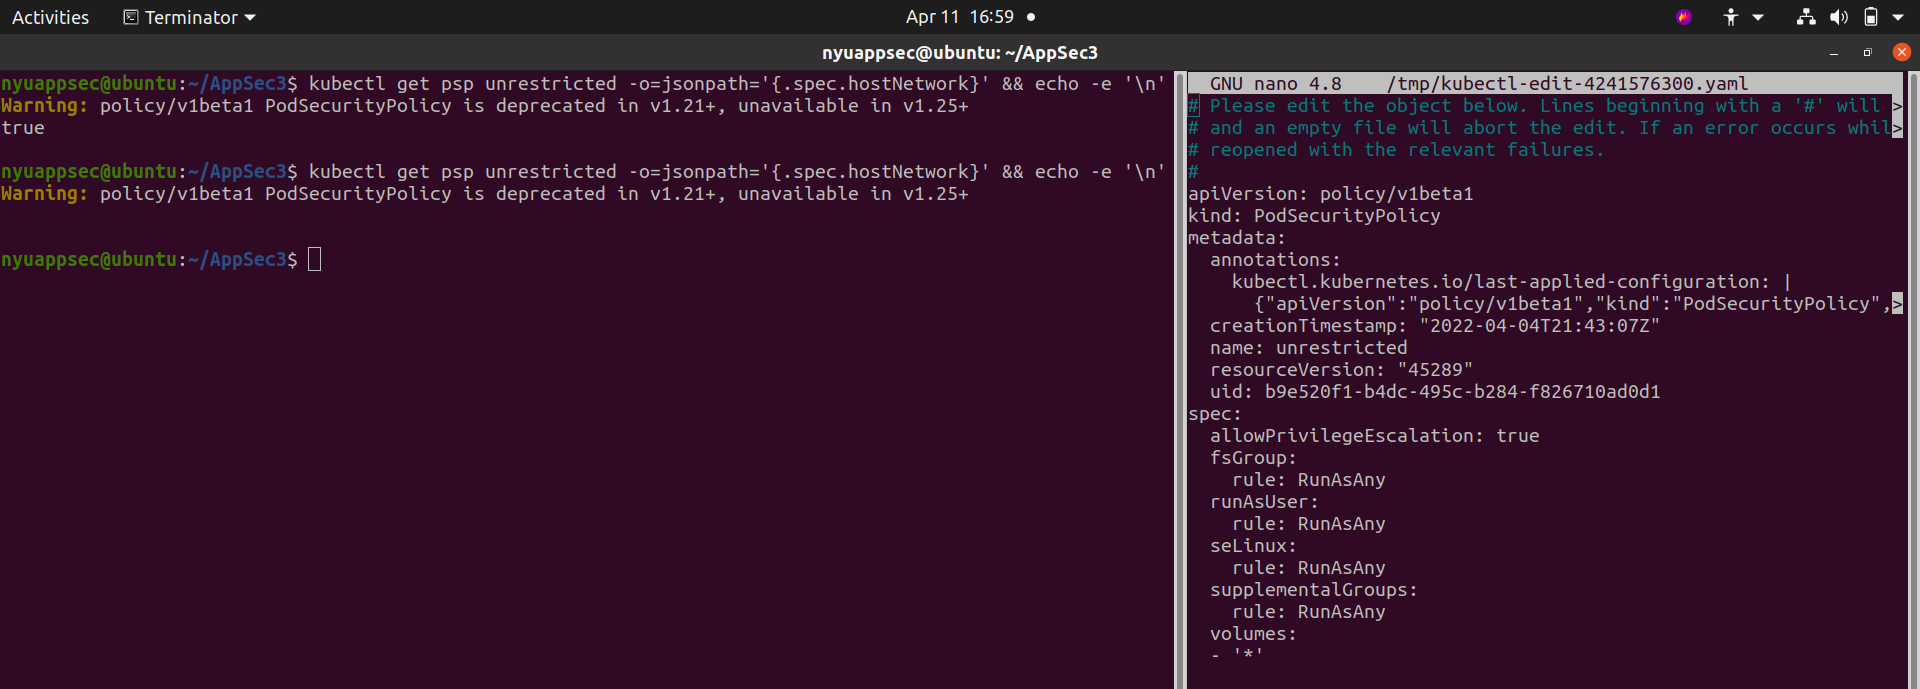 Activities Terminator Apr 11 16:59
nyuappsec@ubuntu: ~/AppSec3
nyuappsec@ubuntu:~/AppSec3$ kubectl get psp unrestricted -o=jsonpath='{.spec.hostNetwork}' && echo -e '\n'
Warning: policy/v1beta1 PodSecurityPolicy is deprecated in v1.21+, unavailable in v1.25+
true
nyuappsec@ubuntu:~/AppSec3$ kubectl get psp unrestricted -o=jsonpath='{.spec.hostNetwork}' && echo -e '\n'
Warning: policy/v1beta1 PodSecurityPolicy is deprecated in v1.21+, unavailable in v1.25+
nyuappsec@ubuntu:~/AppSec3$
GNU nano 4.8 /tmp/kubectl-edit-4241576300.yaml
# Please edit the object below. Lines beginning with a '#' will >
# and an empty file will abort the edit. If an error occurs whil>
# reopened with the relevant failures.
#
apiVersion: policy/v1beta1
kind: PodSecurityPolicy
metadata:
  annotations:
    kubectl.kubernetes.io/last-applied-configuration: |
      {"apiVersion":"policy/v1beta1","kind":"PodSecurityPolicy",>
  creationTimestamp: "2022-04-04T21:43:07Z"
  name: unrestricted
  resourceVersion: "45289"
  uid: b9e520f1-b4dc-495c-b284-f826710ad0d1
spec:
  allowPrivilegeEscalation: true
  fsGroup:
    rule: RunAsAny
  runAsUser:
    rule: RunAsAny
  seLinux:
    rule: RunAsAny
  supplementalGroups:
    rule: RunAsAny
  volumes:
  - '*'